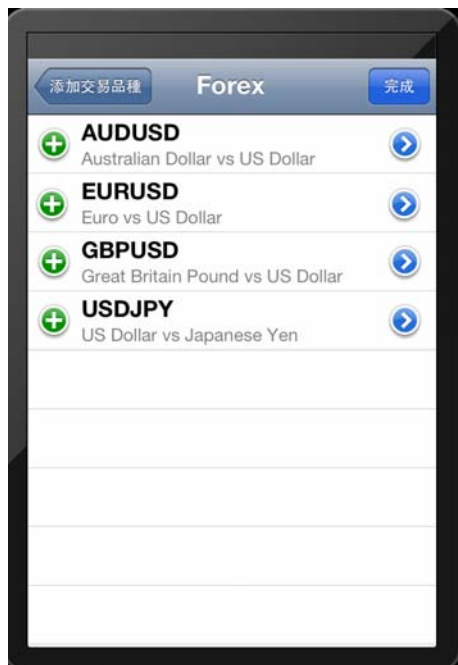 添加交易品種 Forex 完成
AUDUSD
Australian Dollar vs US Dollar
EURUSD
Euro vs US Dollar
GBPUSD
Great Britain Pound vs US Dollar
USDJPY
US Dollar vs Japanese Yen